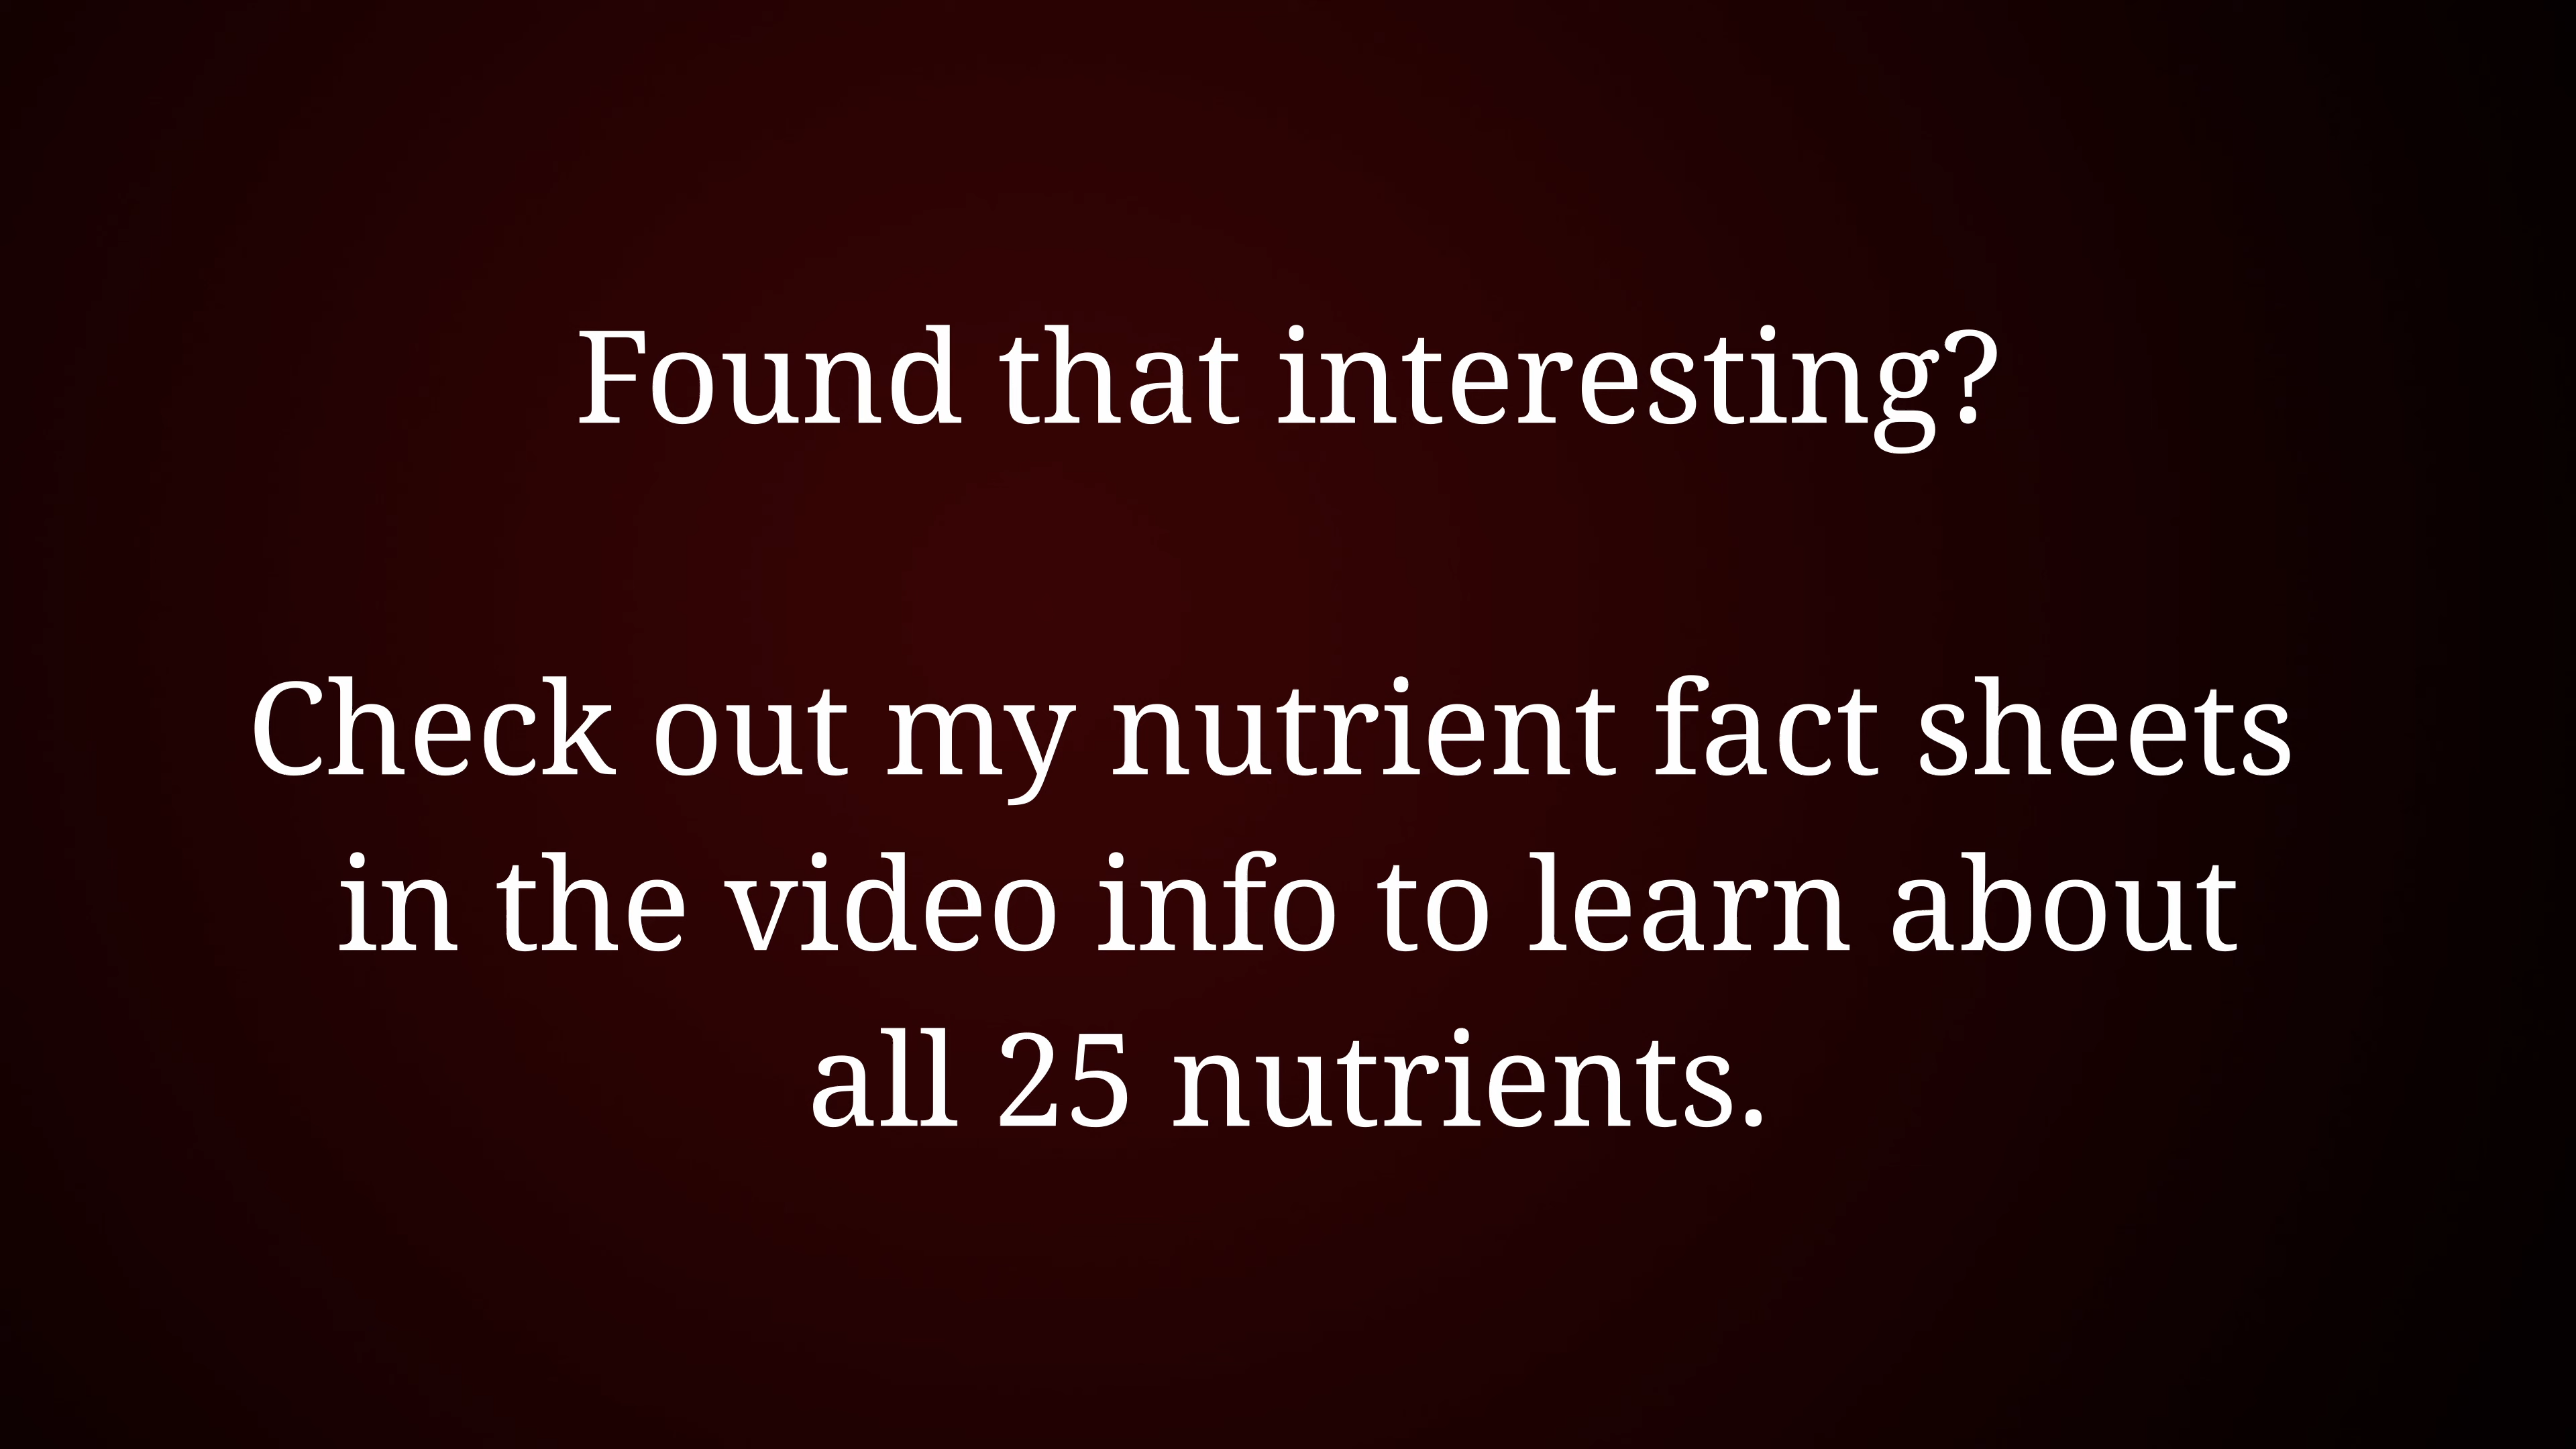 Found that interesting?
Check out my nutrient fact sheets
in the video info to learn about
all 25 nutrients.